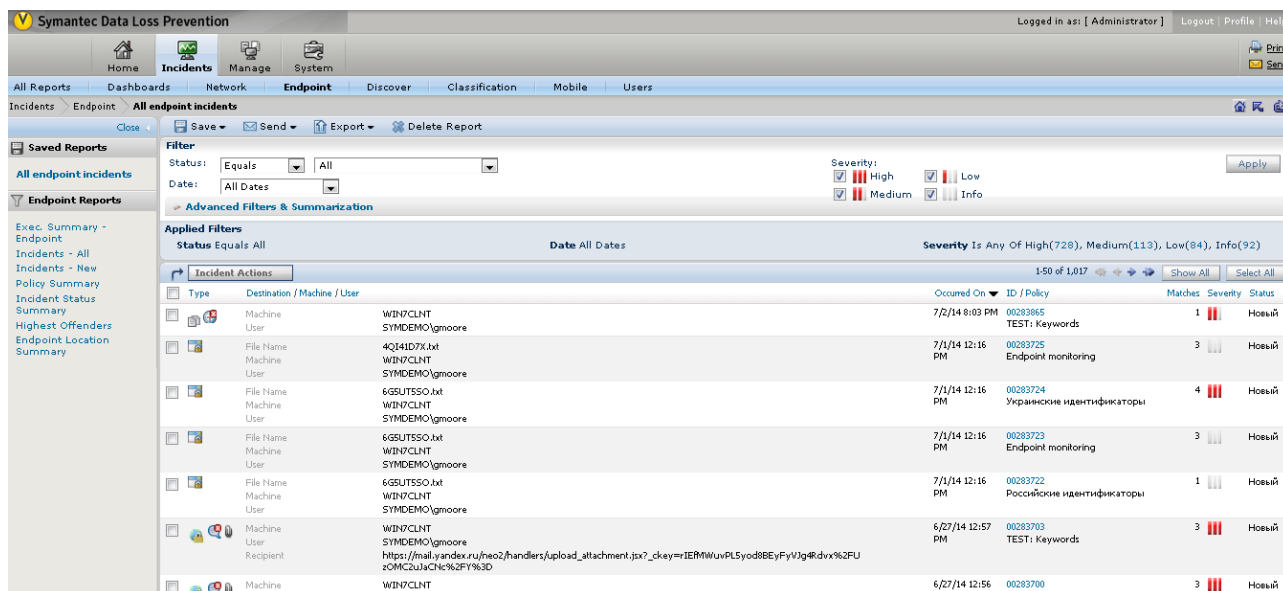 Symantec Data Loss Prevention
Logged in as: [ Administrator ] Logout | Profile |
Home Incidents Manage System
All Reports Dashboards Network Endpoint Discover Classification Mobile Users
Incidents Endpoint All endpoint incidents
Close
Save Send Export Delete Report
Saved Reports
All endpoint incidents
Endpoint Reports
Exec. Summary -
Endpoint
Incidents - All
Incidents - New
Policy Summary
Incident Status
Summary
Highest Offenders
Endpoint Location
Summary
Filter
Status: Equals All
Date: All Dates
Severity:
High Low
Medium Info
Apply
Advanced Filters & Summarization
Applied Filters
Status Equals All Date All Dates Severity Is Any Of High(728), Medium(113), Low(84), Info(92)
Incident Actions 1-50 of 1,017 Show All Select All
Type Destination / Machine / User Occurred On ID / Policy Matches Severity Status
Machine WIN7CLNT 7/2/14 8:03 PM 00283865 1 Новый
User SYMDEMO\gmoore TEST: Keywords
File Name 4QI41D7X.txt 7/1/14 12:16 00283725 3 Новый
Machine WIN7CLNT PM Endpoint monitoring
User SYMDEMO\gmoore
File Name 6G5UT5SO.txt 7/1/14 12:16 00283724 4 Новый
Machine WIN7CLNT PM Украинские идентификаторы
User SYMDEMO\gmoore
File Name 6G5UT5SO.txt 7/1/14 12:16 00283723 3 Новый
Machine WIN7CLNT PM Endpoint monitoring
User SYMDEMO\gmoore
File Name 6G5UT5SO.txt 7/1/14 12:16 00283722 1 Новый
Machine WIN7CLNT PM Российские идентификаторы
User SYMDEMO\gmoore
Machine WIN7CLNT 6/27/14 12:57 00283703 3 Новый
User SYMDEMO\gmoore PM TEST: Keywords
Recipient https://mail.yandex.ru/neo2/handlers/upload_attachment.jsx?_ckey=rIEfMWuvPL5yod8BEyFyVJg4Rdvx%2FU
zOMC2uJaCNc%2FY%3D
Machine WIN7CLNT 6/27/14 12:56 00283700 3 Новый